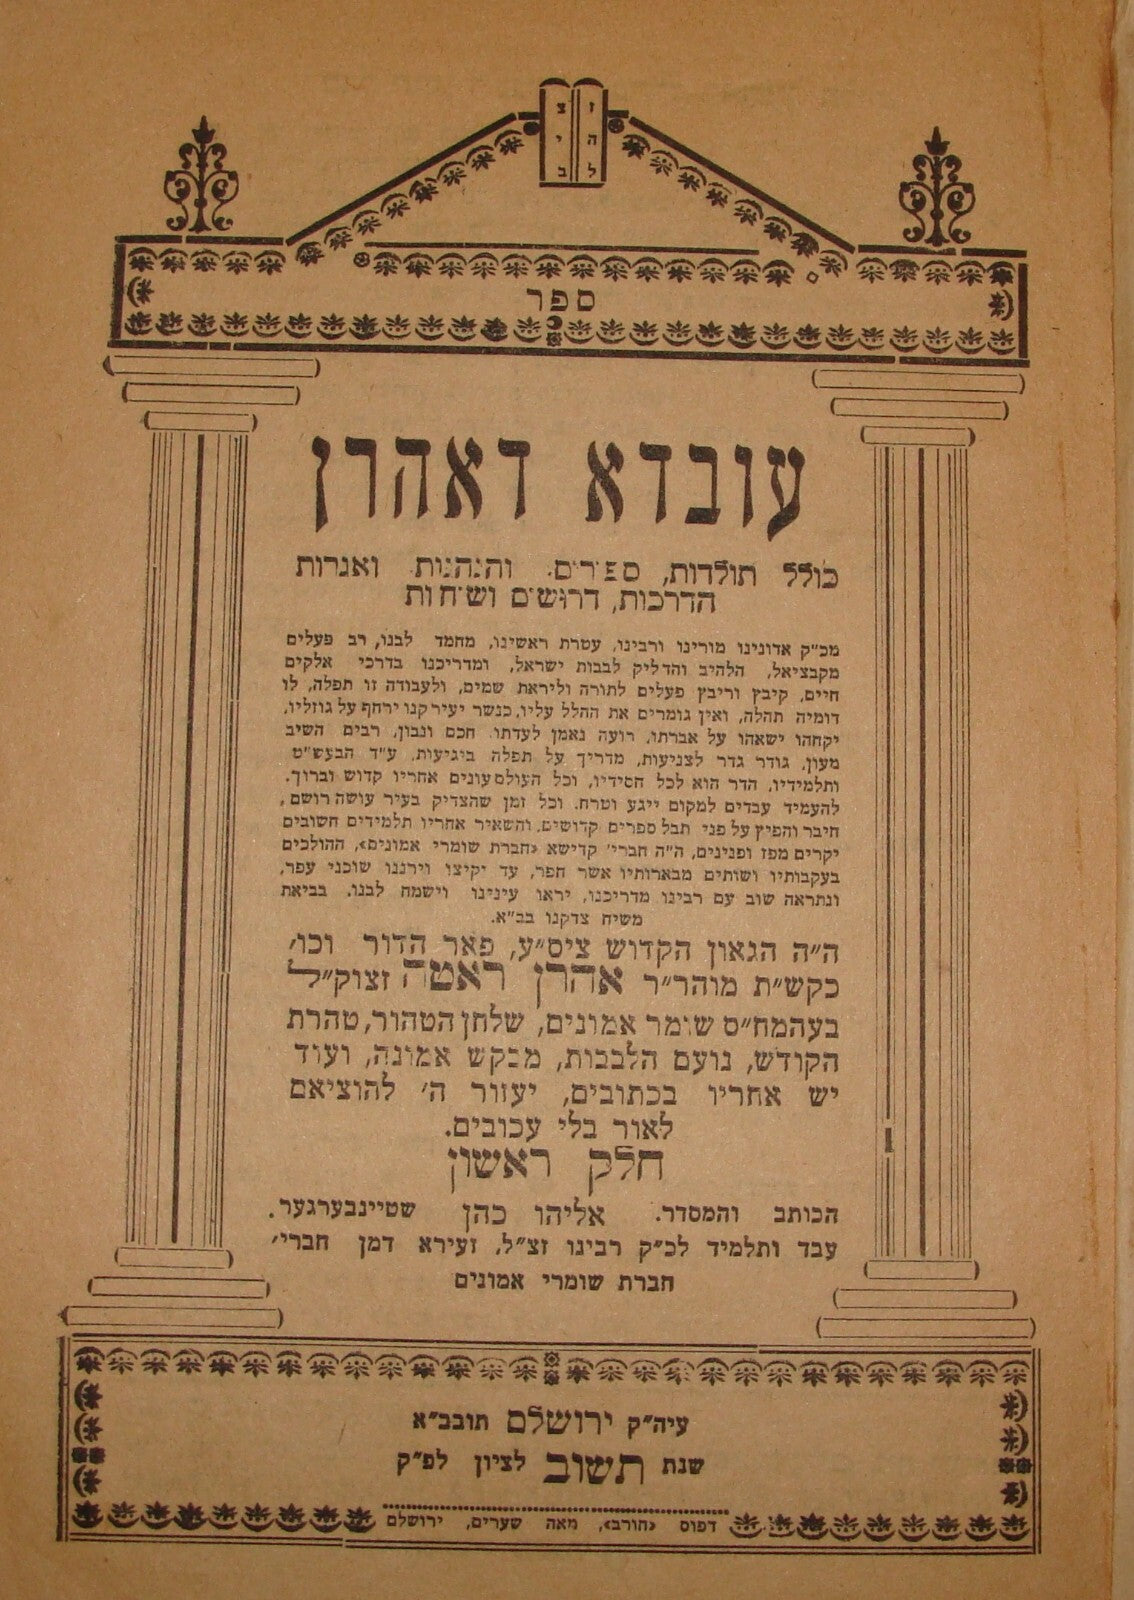 צ ז
י ה
ב ל
ספר
עובדא דאהרן
כולל תולדות, ספרים. והנהגות ואגרות
הדרכות, דרושים ושיחות
מכ״ק אדונינו מורינו ורבינו, עטרת ראשינו, מחמד לבנו, רב פעלים
מקבציאל, הלהיב והדליק לבבות ישראל, ומדריכנו בדרכי אלקים
חיים, קיבץ וריבץ פעלים לתורה וליראת שמים, ולעבודה זו תפלה, לו
דומיה תהלה, ואין גומרים את ההלל עליו, כנשר יעיר קנו ירחף על גוזליו,
יקחהו ישאהו על אברתו, רועה נאמן לעדתו. חכם ונבון, רבים השיב
מעון, גודר גדר לצניעות, מדריך על תפלה ביגיעות, ע״ד הבעש״ט
ותלמידיו, הדר הוא לכל חסידיו, וכל העולם עונים אחריו קדוש וברוך.
להעמיד עבדים למקום ייגע וטרח. וכל זמן שהצדיק בעיר עושה רושם,
חיבר והפיץ על פני תבל ספרים קדושים, והשאיר אחריו תלמידים חשובים
יקרים מפז ופנינים, ה״ה חברי׳ קדישא «חברת שומרי אמונים», ההולכים
בעקבותיו ושותים מבארותיו אשר חפר, עד יקיצו וירננו שוכני עפר,
ונתראה שוב עם רבינו מדריכנו, יראו עינינו וישמח לבנו, בביאת
משיח צדקנו בב״א.
ה״ה הגאון הקדוש ציס״ע, פאר הדור וכו׳
כקש״ת מוהר״ר אהרן ראטה זצוק״ל
בעהמח״ס שומר אמונים, שלחן הטהור, טהרת
הקודש, נועם הלבבות, מבקש אמונה, ועוד
יש אחריו בכתובים, יעזור ה׳ להוציאם
לאור בלי עכובים.
חלק ראשון
הכותב והמסדר. אליהו כהן שטיינבערגער.
עבד ותלמיד לכ״ק רבינו זצ״ל, זעירא דמן חברי׳
חברת שומרי אמונים
עיה״ק ירושלם תובב״א
שנת תשוב לציון לפ״ק
דפוס «חורב», מאה שערים, ירושלם